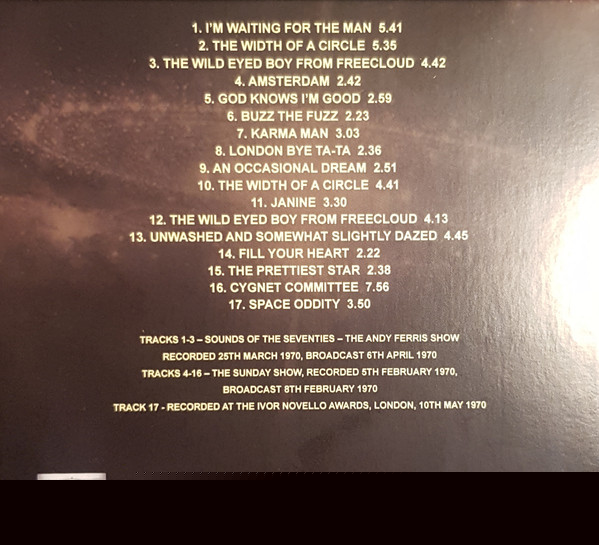 1. I'M WAITING FOR THE MAN 5.41
2. THE WIDTH OF A CIRCLE 5.35
3. THE WILD EYED BOY FROM FREECLOUD 4.42
4. AMSTERDAM 2.42
5. GOD KNOWS I'M GOOD 2.59
6. BUZZ THE FUZZ 2.23
7. KARMA MAN 3.03
8. LONDON BYE TA-TA 2.36
9. AN OCCASIONAL DREAM 2.51
10. THE WIDTH OF A CIRCLE 4.41
11. JANINE 3.30
12. THE WILD EYED BOY FROM FREECLOUD 4.13
13. UNWASHED AND SOMEWHAT SLIGHTLY DAZED 4.45
14. FILL YOUR HEART 2.22
15. THE PRETTIEST STAR 2.38
16. CYGNET COMMITTEE 7.56
17. SPACE ODDITY 3.50
TRACKS 1-3 – SOUNDS OF THE SEVENTIES – THE ANDY FERRIS SHOW
RECORDED 25TH MARCH 1970, BROADCAST 6TH APRIL 1970
TRACKS 4-16 – THE SUNDAY SHOW, RECORDED 5TH FEBRUARY 1970,
BROADCAST 8TH FEBRUARY 1970
TRACK 17 - RECORDED AT THE IVOR NOVELLO AWARDS, LONDON, 10TH MAY 1970